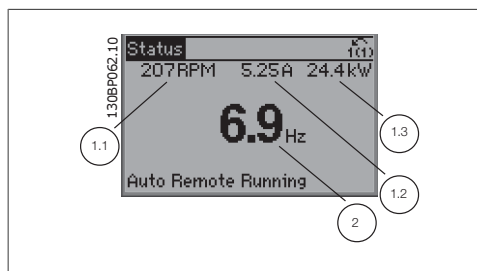 130BP062.10
Status
1(1)
207RPM 5.25A 24.4kW
6.9Hz
Auto Remote Running
1.1
1.3
1.2
2